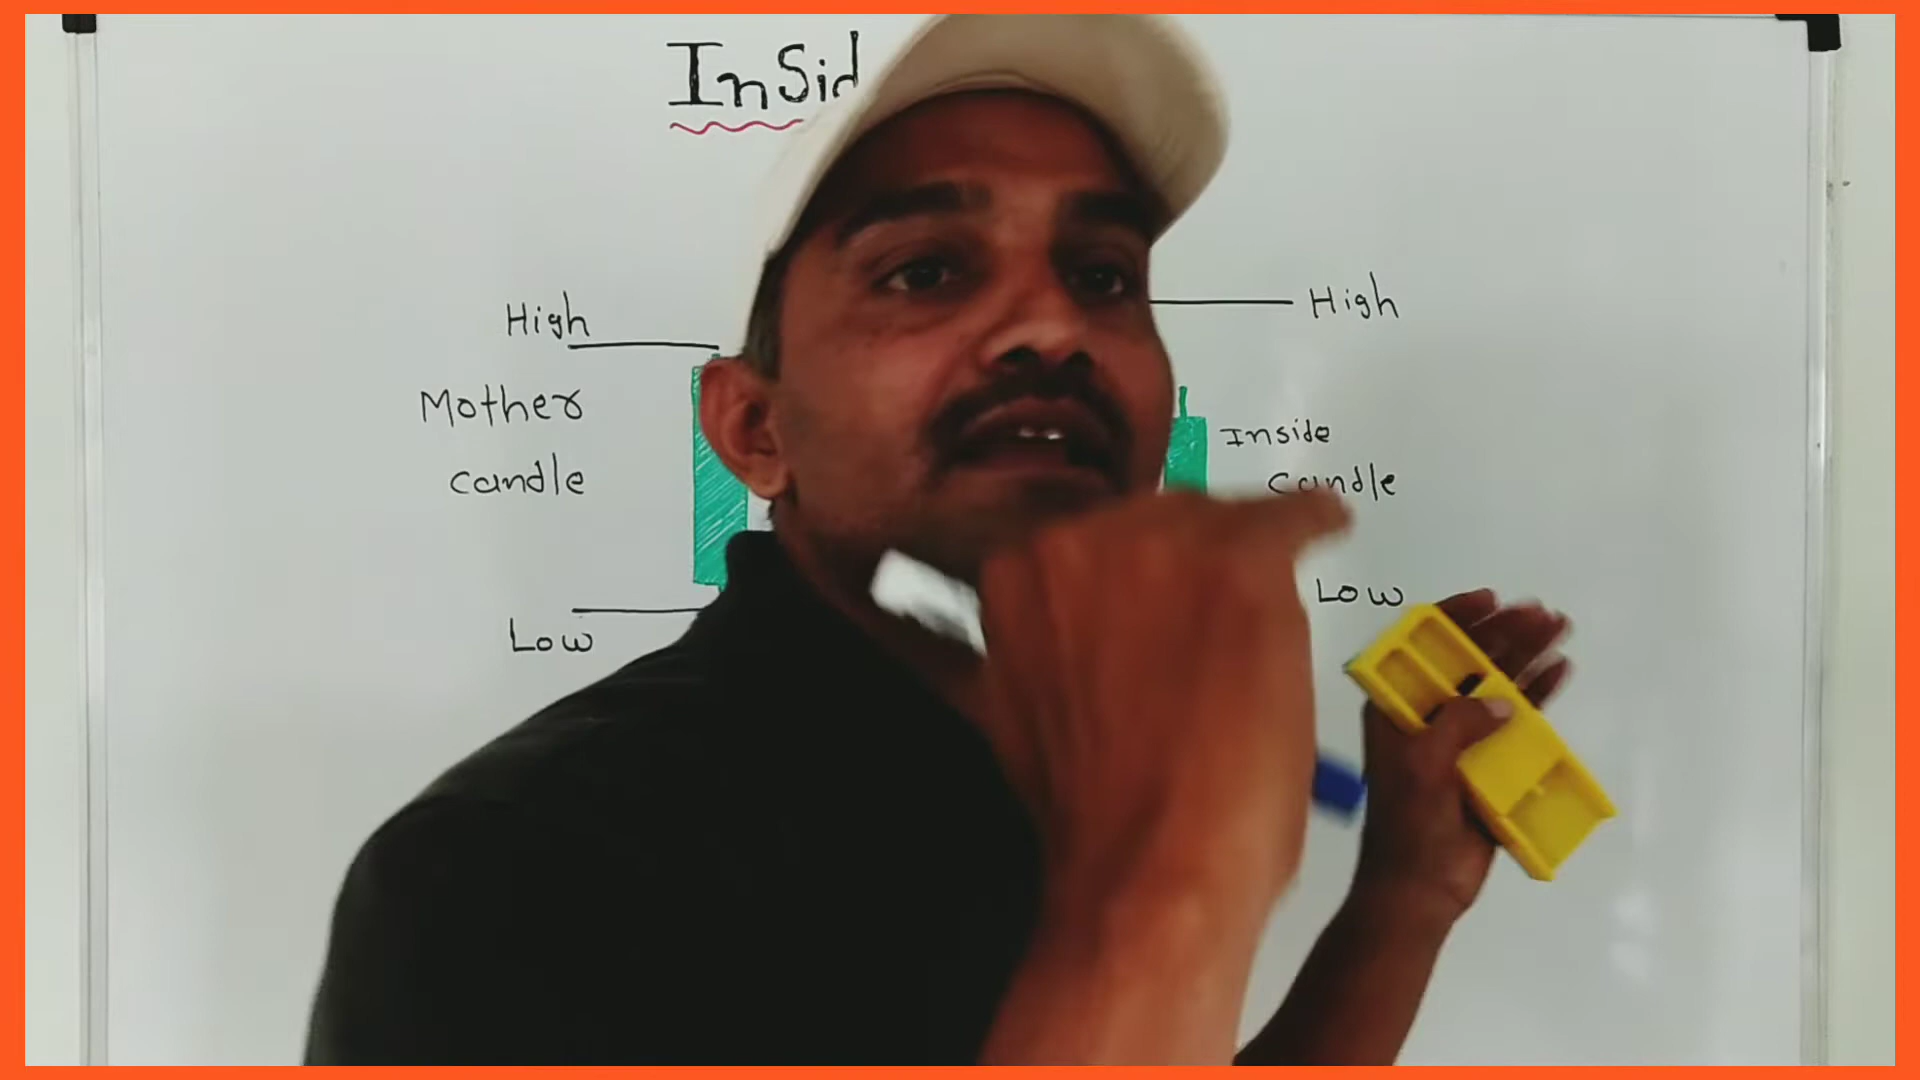 InSid
High
High
Mother
candle
Inside
candle
Low
Low